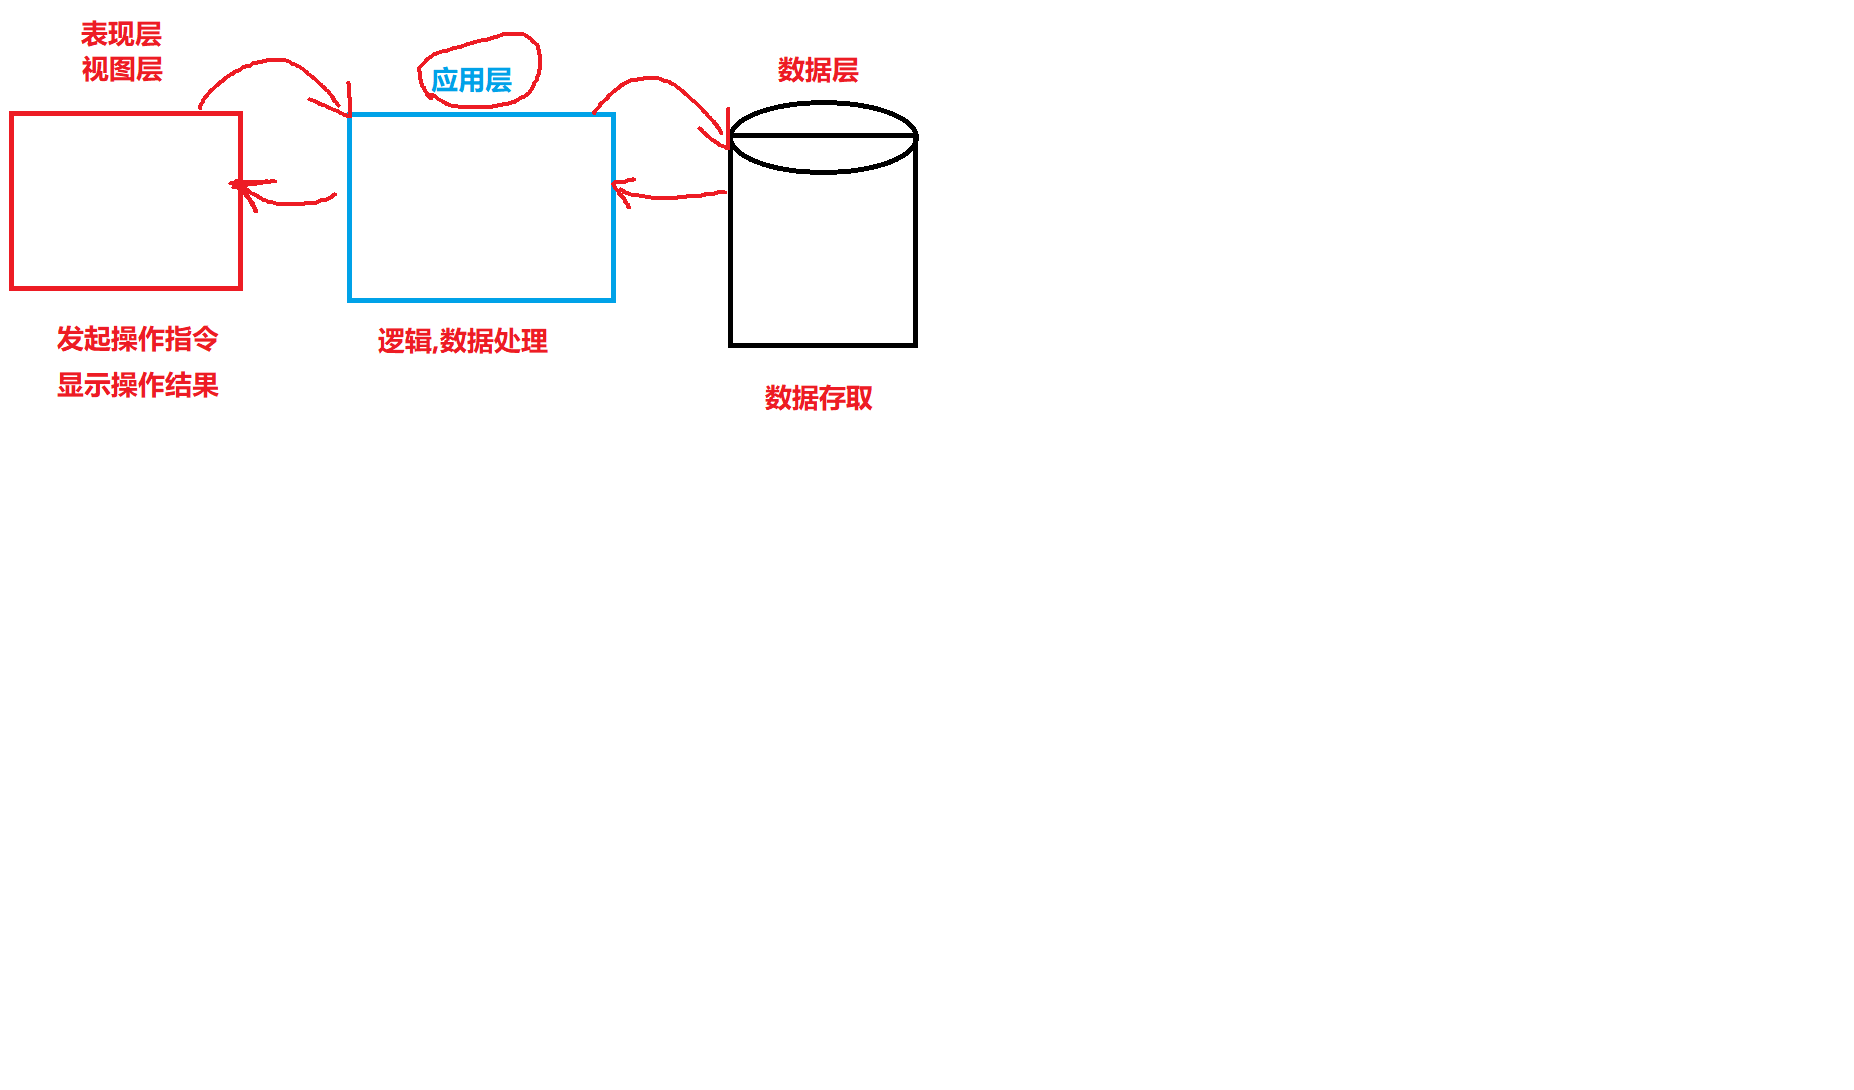 表现层
视图层
应用层
数据层
发起操作指令
显示操作结果
逻辑,数据处理
数据存取